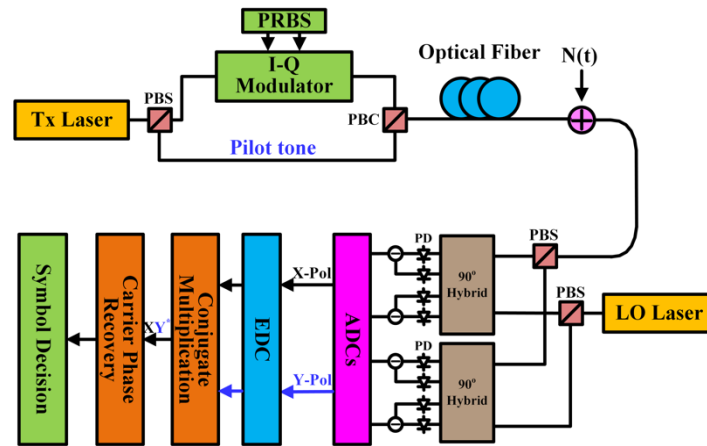 PRBS
I-Q
Modulator
Optical Fiber
N(t)
PBS
Tx Laser
PBC
Pilot tone
PD
PBS
90° Hybrid
PBS
LO Laser
X-Pol
ADCs
EDC
Conjugate
Multiplication
XY*
Carrier Phase
Recovery
Symbol Decision
Y-Pol
PD
90°
Hybrid